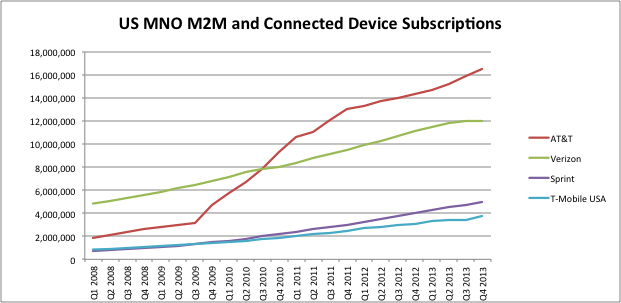 US MNO M2M and Connected Device Subscriptions
18,000,000
16,000,000
14,000,000
12,000,000
10,000,000
8,000,000
6,000,000
4,000,000
2,000,000
0
AT&T
Verizon
Sprint
T-Mobile USA
Q1 2008
Q2 2008
Q3 2008
Q4 2008
Q1 2009
Q2 2009
Q3 2009
Q4 2009
Q1 2010
Q2 2010
Q3 2010
Q4 2010
Q1 2011
Q2 2011
Q3 2011
Q4 2011
Q1 2012
Q2 2012
Q3 2012
Q4 2012
Q1 2013
Q2 2013
Q3 2013
Q4 2013